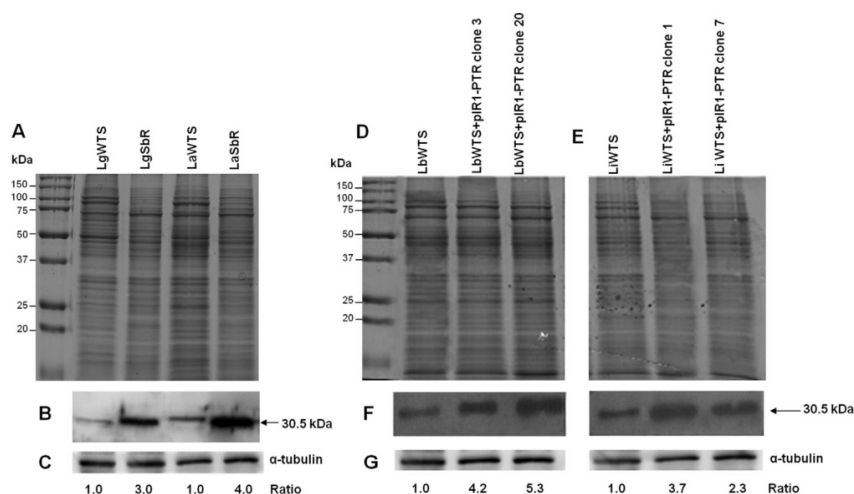 A
kDa
LgWTS
LgSbR
LaWTS
LaSbR
150
100
75
50
37
25
20
D
kDa
LbWTS
LbWTS+pIR1-PTR clone 3
LbWTS+pIR1-PTR clone 20
150
100
75
50
37
25
20
E
LiWTS
LiWTS+pIR1-PTR clone 1
Li WTS+pIR1-PTR clone 7
B
30.5 kDa
F
30.5 kDa
C
α-tubulin
G
α-tubulin
1.0 3.0 1.0 4.0 Ratio
1.0 4.2 5.3 1.0 3.7 2.3 Ratio